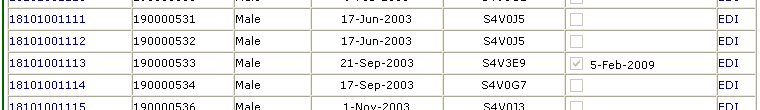 18101001111 190000531 Male 17-Jun-2003 S4V0J5 EDI
18101001112 190000532 Male 17-Jun-2003 S4V0J5 EDI
18101001113 190000533 Male 21-Sep-2003 S4V3E9 5-Feb-2009 EDI
18101001114 190000534 Male 17-Sep-2003 S4V0G7 EDI
18101001115 190000536 Male 1-Nov-2003 S4V0J3 EDI